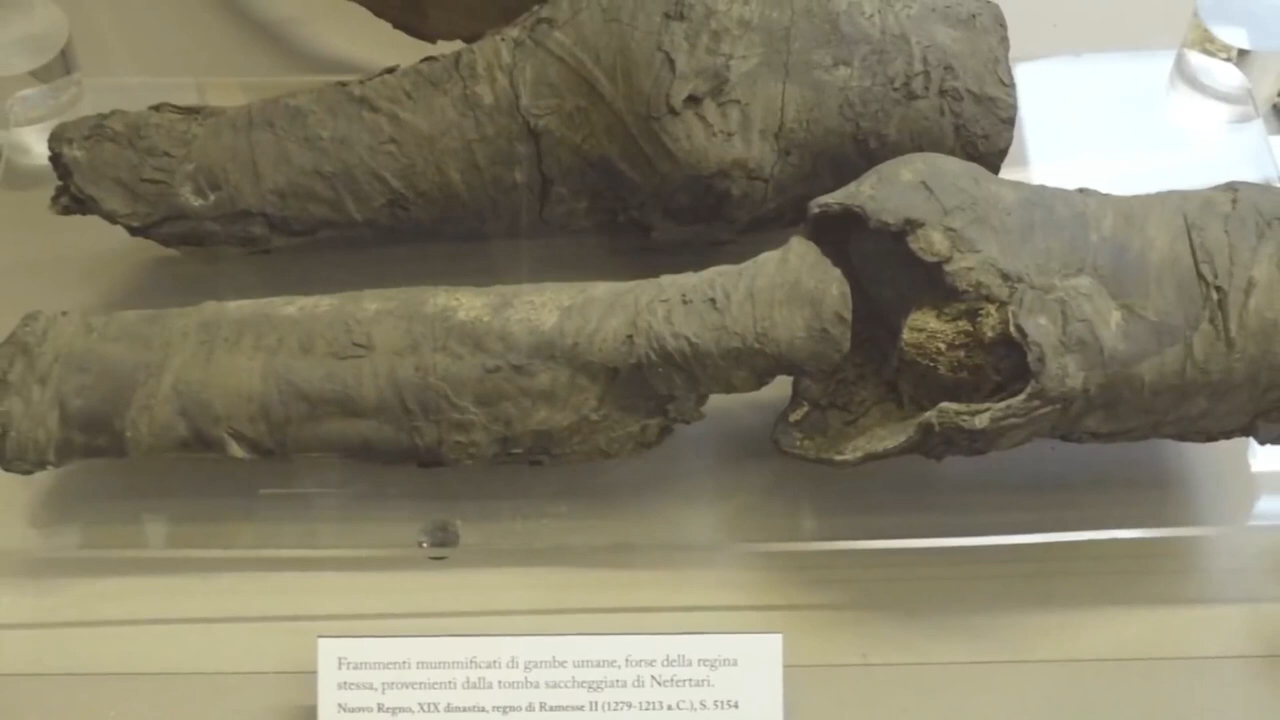 Frammenti mummificati di gambe umane, forse della regina
stessa, provenienti dalla tomba saccheggiata di Nefertari.
Nuovo Regno, XIX dinastia, regno di Ramesse II (1279-1213 a.C.), S. 5154